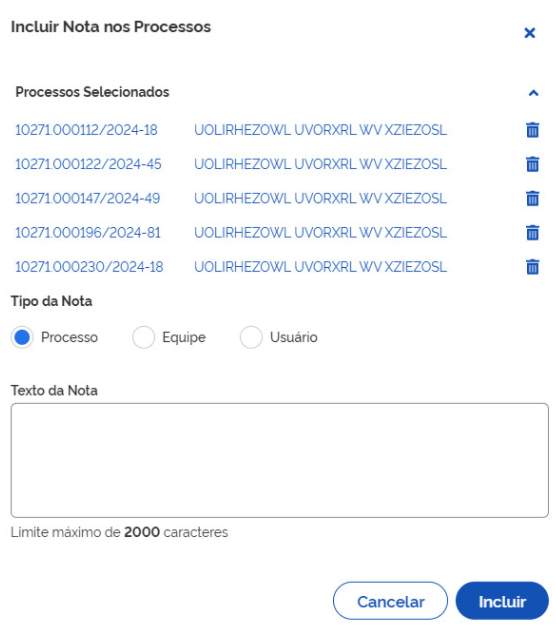 Incluir Nota nos Processos
Processos Selecionados
10271.000112/2024-18 UOLIRHEZOWL UVORXRL WV XZIEZOSL
10271.000122/2024-45 UOLIRHEZOWL UVORXRL WV XZIEZOSL
10271.000147/2024-49 UOLIRHEZOWL UVORXRL WV XZIEZOSL
10271.000196/2024-81 UOLIRHEZOWL UVORXRL WV XZIEZOSL
10271.000230/2024-18 UOLIRHEZOWL UVORXRL WV XZIEZOSL
Tipo da Nota
Processo Equipe Usuário
Texto da Nota
Limite máximo de 2000 caracteres
Cancelar Incluir